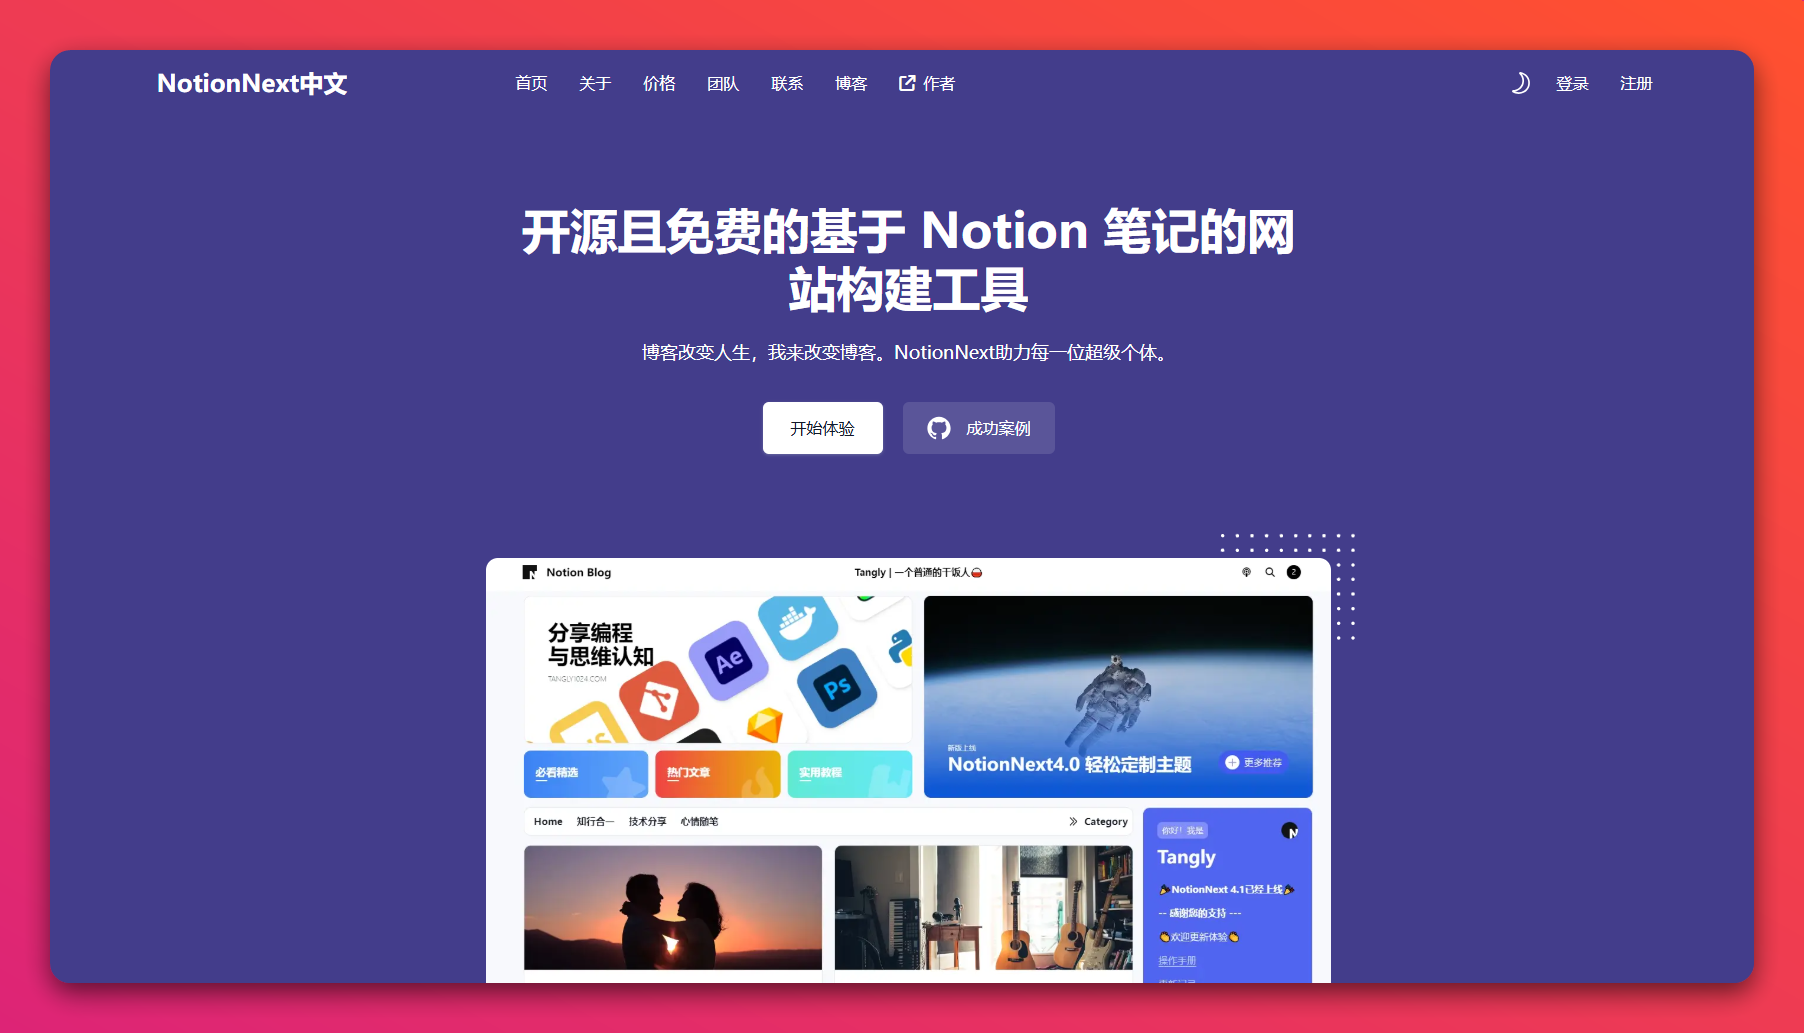 NotionNext中文
首页 关于 价格 团队 联系 博客 作者
登录 注册
开源且免费的基于 Notion 笔记的网
站构建工具
博客改变人生，我来改变博客。NotionNext助力每一位超级个体。
开始体验 成功案例
Notion Blog
Tangly | 一个普通的干饭人
2
分享编程
与思维认知
TANGLY1024.COM
Ae
Ps
新版上线
NotionNext4.0 轻松定制主题
更多推荐
必看精选 热门文章 实用教程
Home 知行合一 技术分享 心情随笔
Category
你好！我是
Tangly
NotionNext 4.1已经上线
-- 感谢您的支持 ---
欢迎更新体验
操作手册